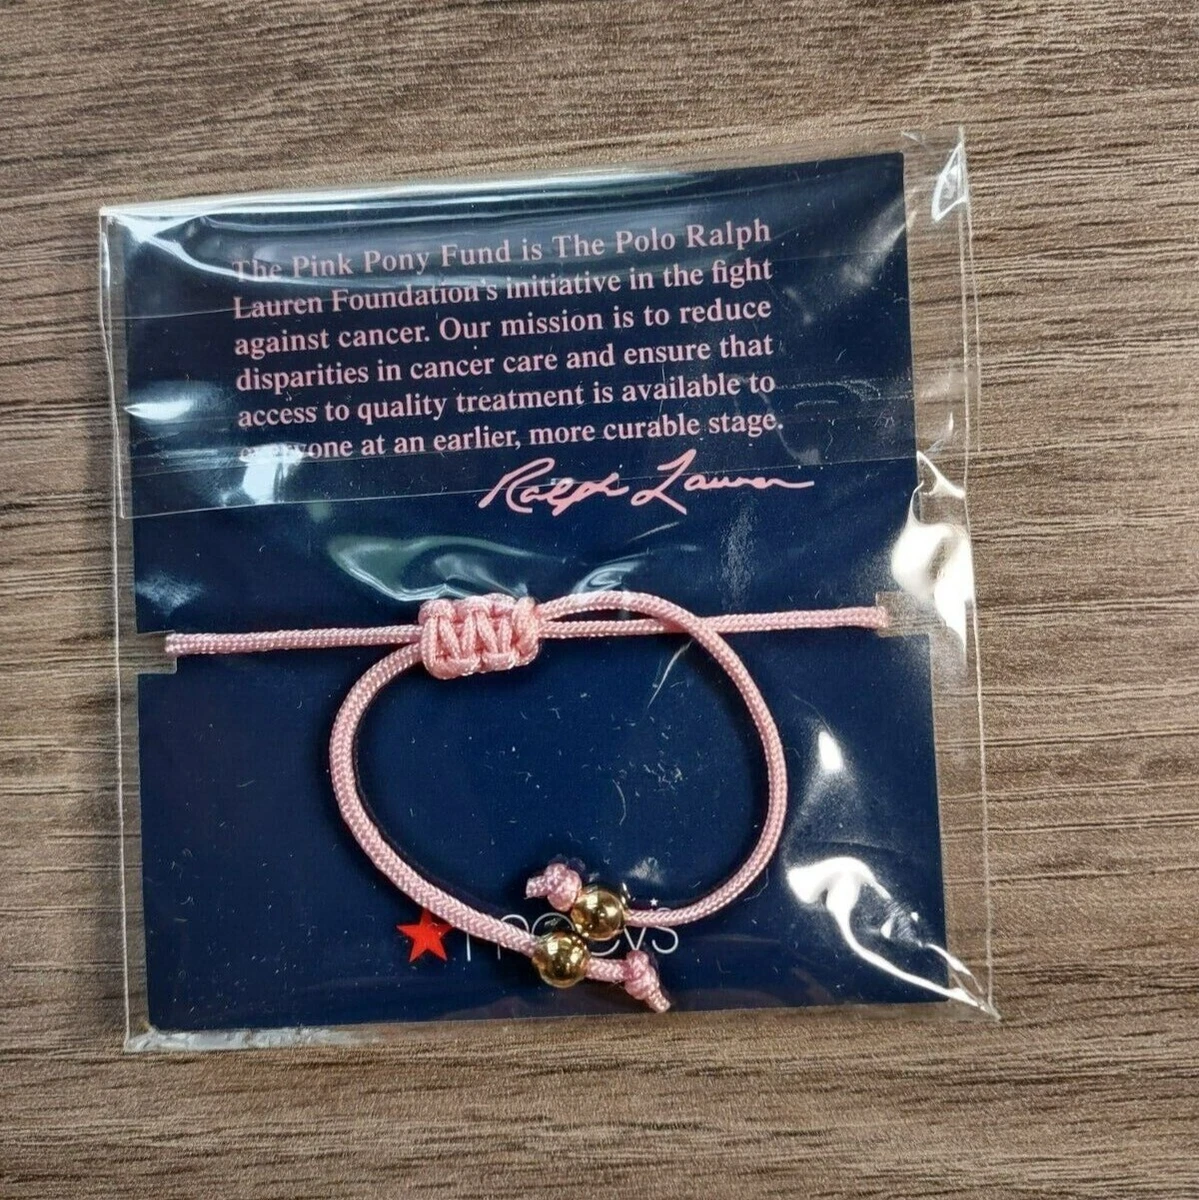 The Pink Pony Fund is The Polo Ralph
Lauren Foundation's initiative in the fight
against cancer. Our mission is to reduce
disparities in cancer care and ensure that
access to quality treatment is available to
everyone at an earlier, more curable stage.
Ralph Lauren
macy's